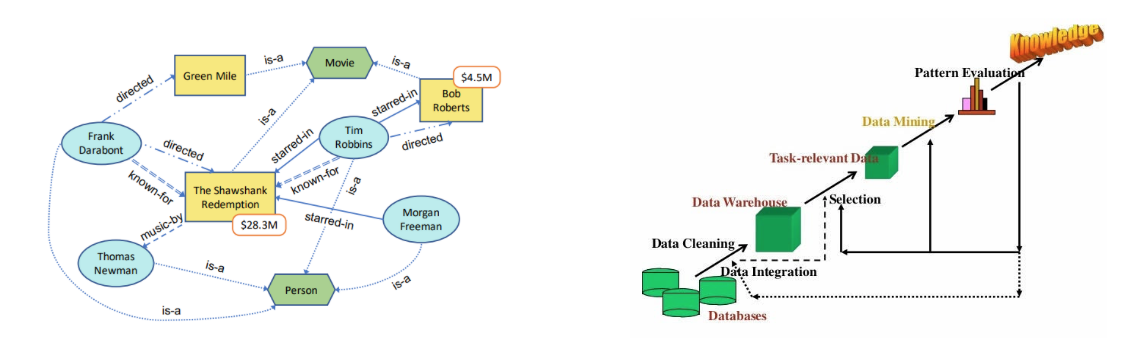 Green Mile
is-a
Movie
is-a
$4.5M
Bob
Roberts
directed
is-a
starred-in
Frank
Darabont
directed
starred-in
Tim
Robbins
directed
known-for
known-for
The Shawshank
Redemption
$28.3M
is-a
starred-in
Morgan
Freeman
music-by
Thomas
Newman
is-a
Person
is-a
is-a
Knowledge
Pattern Evaluation
Data Mining
Task-relevant Data
Data Warehouse
Selection
Data Cleaning
Data Integration
Databases